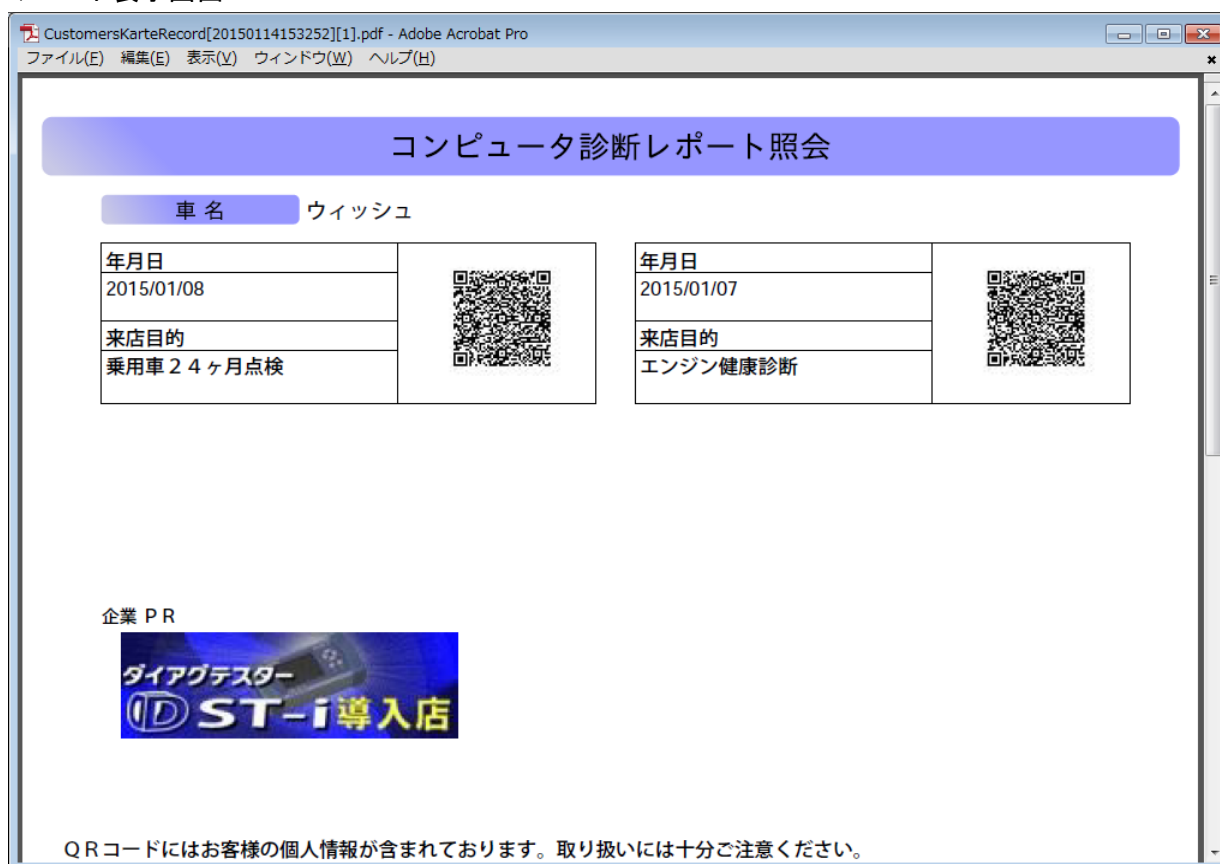 CustomersKarteRecord[20150114153252][1].pdf - Adobe Acrobat Pro
ファイル(F) 編集(E) 表示(V) ウィンドウ(W) ヘルプ(H)
コンピュータ診断レポート照会
車名 ウィッシュ
年月日
2015/01/08
来店目的
乗用車２４ヶ月点検
年月日
2015/01/07
来店目的
エンジン健康診断
企業ＰＲ
ダイアグテスター
DST-i導入店
ＱＲコードにはお客様の個人情報が含まれております。取り扱いには十分ご注意ください。